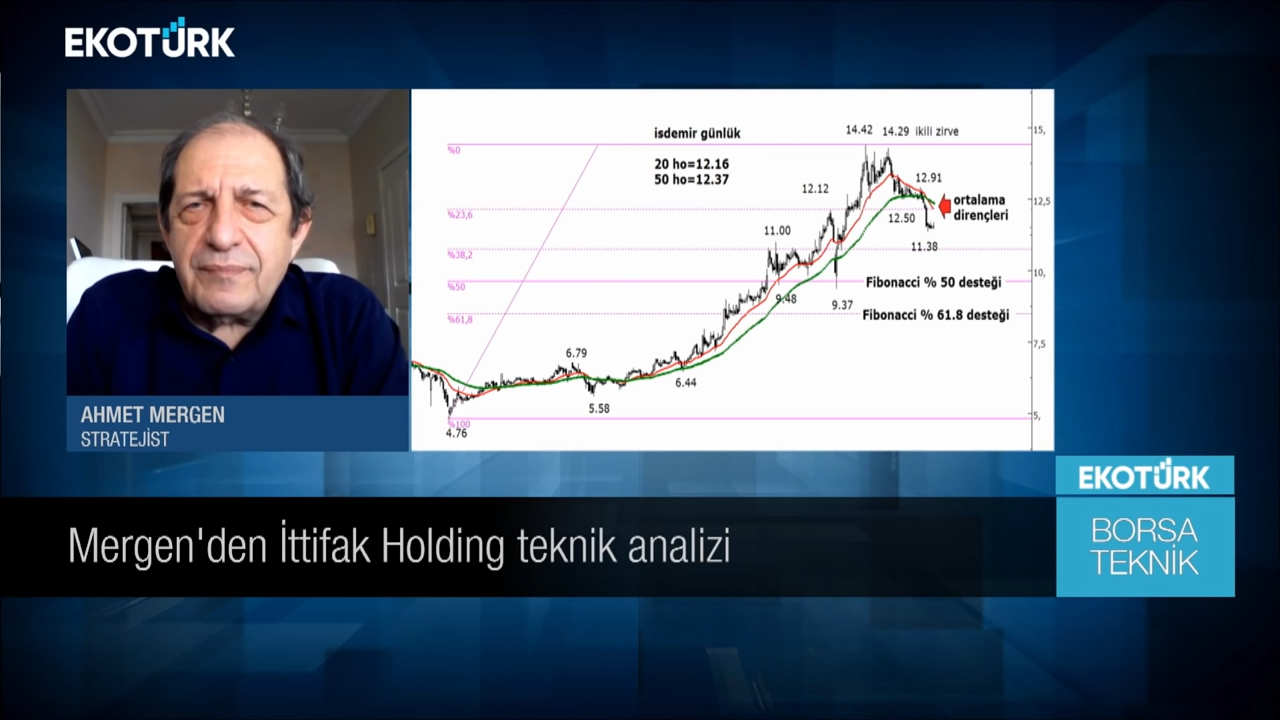 EKOTÜRK
isdemir günlük
20 ho=12.16
50 ho=12.37
14.42 14.29 ikili zirve
15,
%0
12.91
12.12
ortalama
dirençleri
12,5
%23,6
12.50
11.00
11.38
%38,2
10,
%50
Fibonacci % 50 desteği
9.48
9.37
Fibonacci % 61.8 desteği
%61,8
7,5
6.79
6.44
5.58
5,
%100
4.76
AHMET MERGEN
STRATEJİST
EKOTÜRK
BORSA
TEKNİK
Mergen'den İttifak Holding teknik analizi